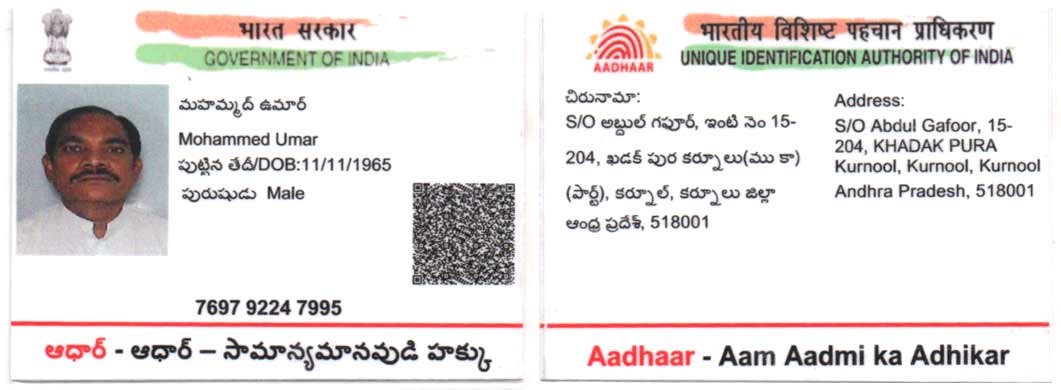 भारत सरकार
GOVERNMENT OF INDIA
మహమ్మద్ ఉమార్
Mohammed Umar
పుట్టిన తేదీ/DOB:11/11/1965
పురుషుడు Male
7697 9224 7995
ఆధార్ - ఆధార్ – సామాన్యమానవుడి హక్కు
భారतीय విశిష్ట
भारतीय विशिष्ट पहचान प्राधिकरण
AADHAAR
UNIQUE IDENTIFICATION AUTHORITY OF INDIA
చిరునామా:
S/O అబ్దుల్ గఫూర్, ఇంటి నెం 15-
204, ఖడక్ పుర కర్నూలు(ము కా)
(పార్ట్), కర్నూల్, కర్నూలు జిల్లా
ఆంధ్ర ప్రదేశ్, 518001
Address:
S/O Abdul Gafoor, 15-
204, KHADAK PURA
Kurnool, Kurnool, Kurnool
Andhra Pradesh, 518001
Aadhaar - Aam Aadmi ka Adhikar